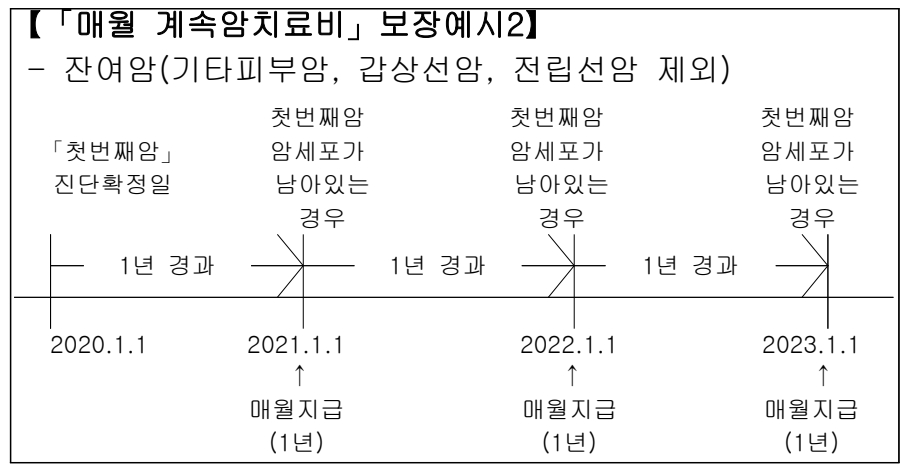 【「매월 계속암치료비」보장예시2】
- 잔여암(기타피부암, 갑상선암, 전립선암 제외)
첫번째암 첫번째암 첫번째암
「첫번째암」 암세포가 암세포가 암세포가
진단확정일 남아있는 남아있는 남아있는
경우 경우 경우
1년 경과 1년 경과 1년 경과
2020.1.1 2021.1.1 2022.1.1 2023.1.1
↑ ↑ ↑
매월지급 매월지급 매월지급
(1년) (1년) (1년)